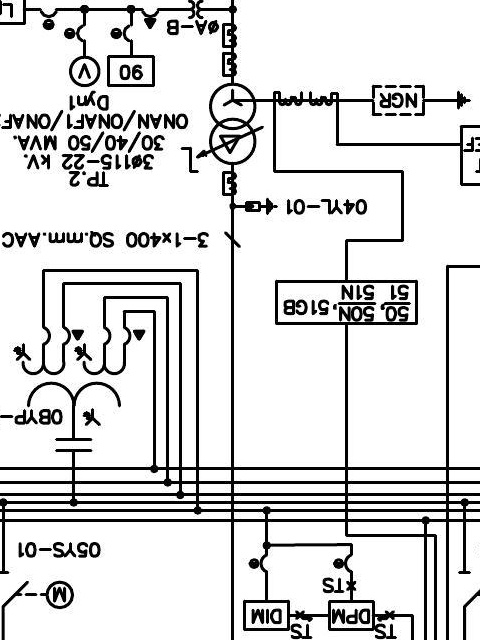 TS
TS
DPM
DIM
TS
M
05YS-01
0BYP-
50, 50N, 51GB
51 51N
3-1x400 SQ.mm.AAC
04YL-01
TP.2
3ø115-22 kV.
30/40/50 MVA.
ONAN/ONAF1/ONAF
Dyn1
NGR
90
V
øA-B